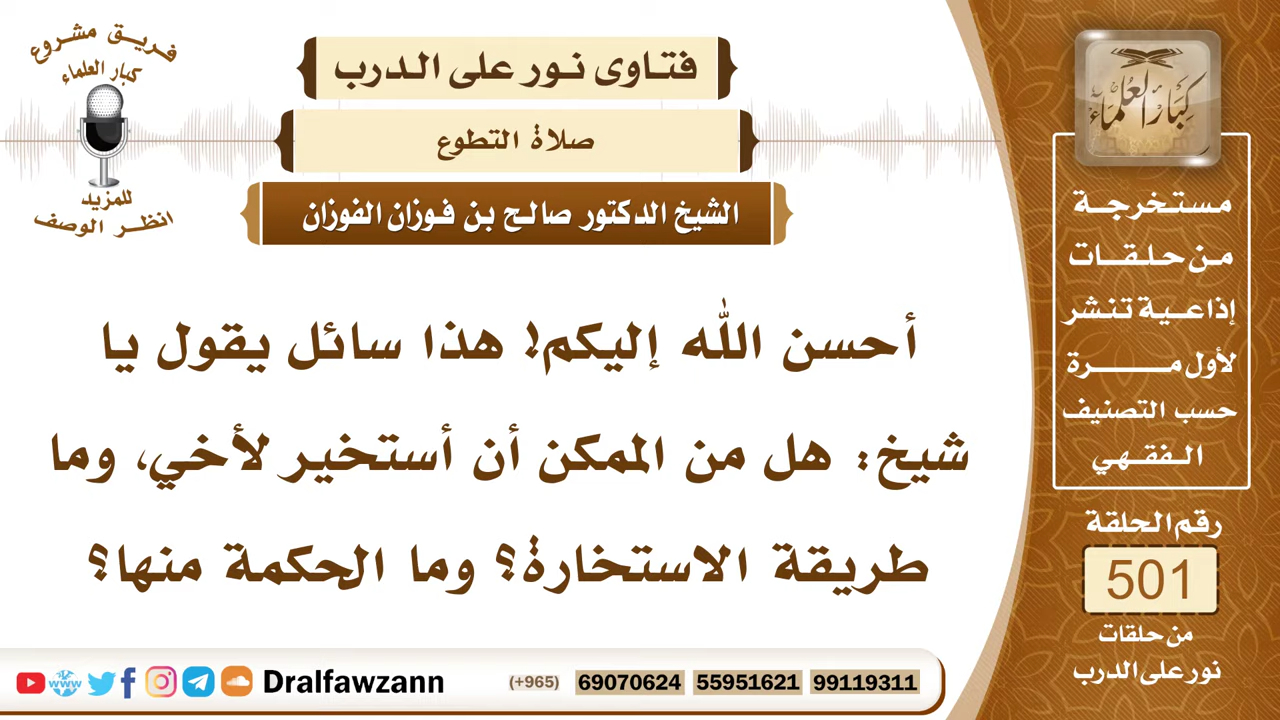 فريق مشروع
كبار العلماء
للمزيد
انظر الوصف
فتاوى نور على الدرب
صلاة التطوع
الشيخ الدكتور صالح بن فوزان الفوزان
أحسن الله إليكم! هذا سائل يقول يا
شيخ: هل من الممكن أن أستخير لأخي، وما
طريقة الاستخارة؟ وما الحكمة منها؟
كبار العلماء
مستخرجة
من حلقات
إذاعية تنشر
لأول مرة
حسب التصنيف
الفقهي
رقم الحلقة
501
من حلقات
نور على الدرب
www
Dralfawzann
(+965) 69070624 55951621 99119311